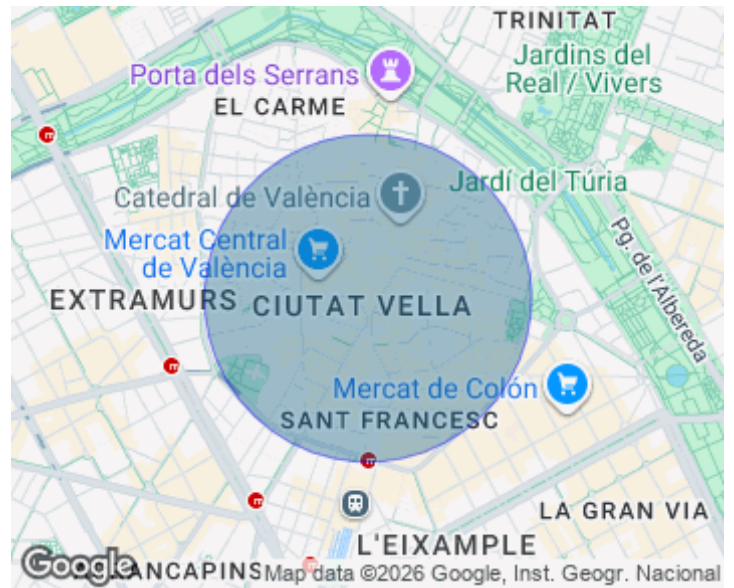 TRINITAT
Jardins del
Real / Vivers
Porta dels Serrans
EL CARME
Catedral de València
Jardí del Túria
Mercat Central
de València
Pg. de l'Albereda
EXTRAMURS
CIUTAT VELLA
Mercat de Colón
SANT FRANCESC
LA GRAN VIA
L'EIXAMPLE
ANCAPINS
Google
Map data ©2026 Google, Inst. Geogr. Nacional